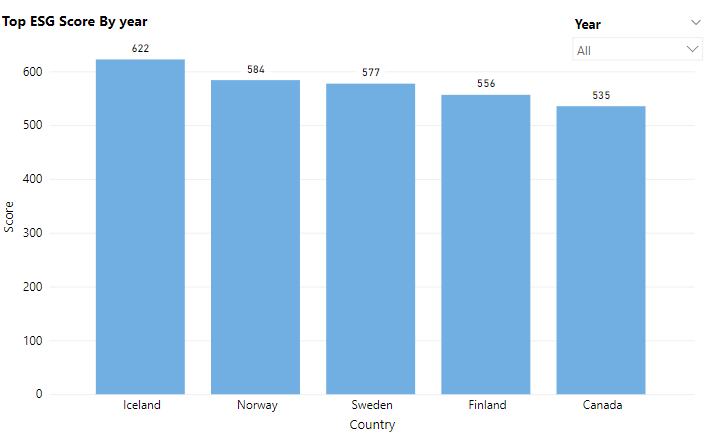 Top ESG Score By year
Year
All
622
584
577
556
535
600
500
400
300
200
100
0
Score
Iceland
Norway
Sweden
Finland
Canada
Country